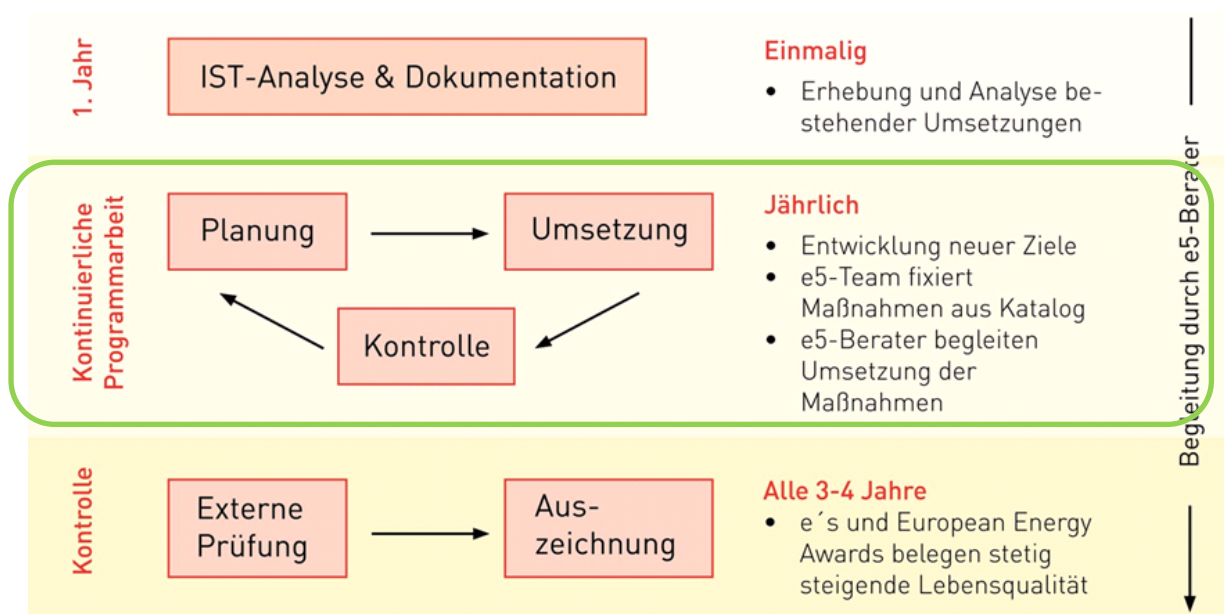 1. Jahr
IST-Analyse & Dokumentation
Einmalig
• Erhebung und Analyse be-
stehender Umsetzungen
Kontinuierliche
Programmarbeit
Planung
Umsetzung
Kontrolle
Jährlich
• Entwicklung neuer Ziele
• e5-Team fixiert
Maßnahmen aus Katalog
• e5-Berater begleiten
Umsetzung der
Maßnahmen
Kontrolle
Externe
Prüfung
Aus-
zeichnung
Alle 3-4 Jahre
• e´s und European Energy
Awards belegen stetig
steigende Lebensqualität
Begleitung durch e5-Berater